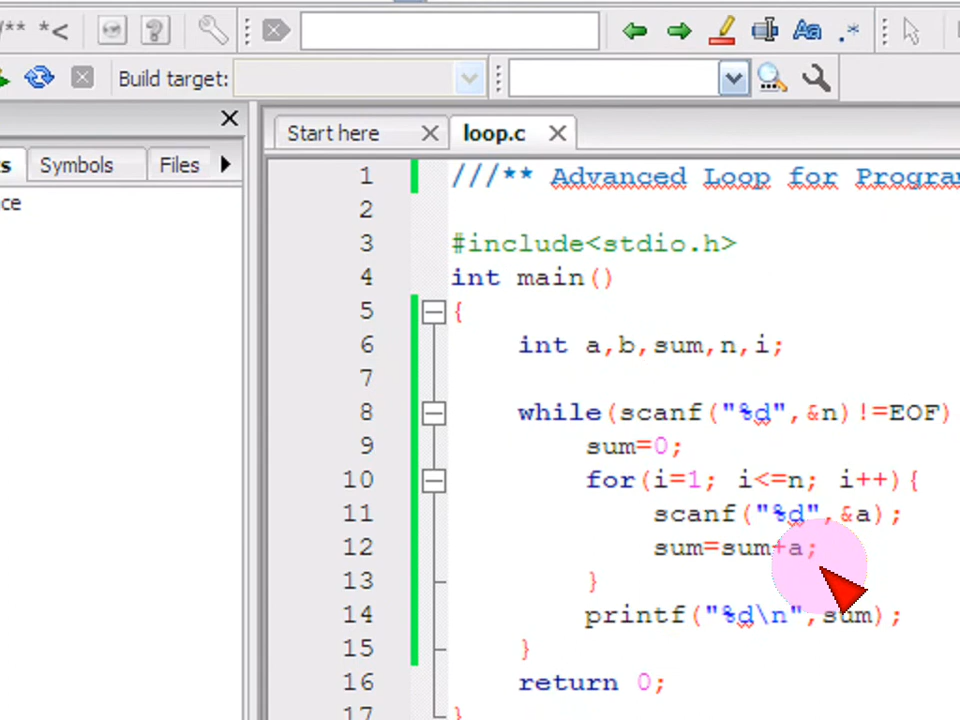 /** *<
Build target:
Start here loop.c
s Symbols Files
ce
1 ///** Advanced Loop for Progra
2
3 #include<stdio.h>
4 int main()
5 {
6 int a,b,sum,n,i;
7
8 while(scanf("%d",&n)!=EOF)
9 sum=0;
10 for(i=1; i<=n; i++){
11 scanf("%d",&a);
12 sum=sum+a;
13 }
14 printf("%d\n",sum);
15 }
16 return 0;
17 }